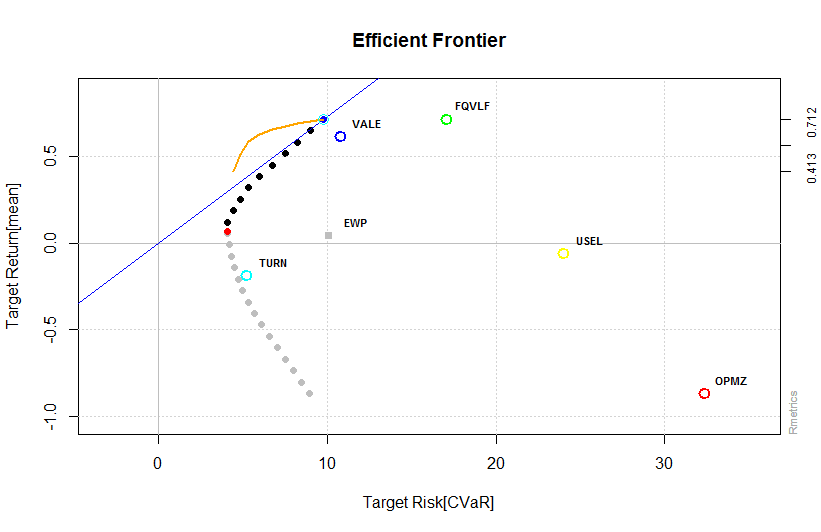 Efficient Frontier
FQVLF
VALE
EWP
USEL
TURN
OPMZ
0.5
0.0
-0.5
-1.0
Target Return[mean]
0.712
0.413
Rmetrics
0
10
20
30
Target Risk[CVaR]